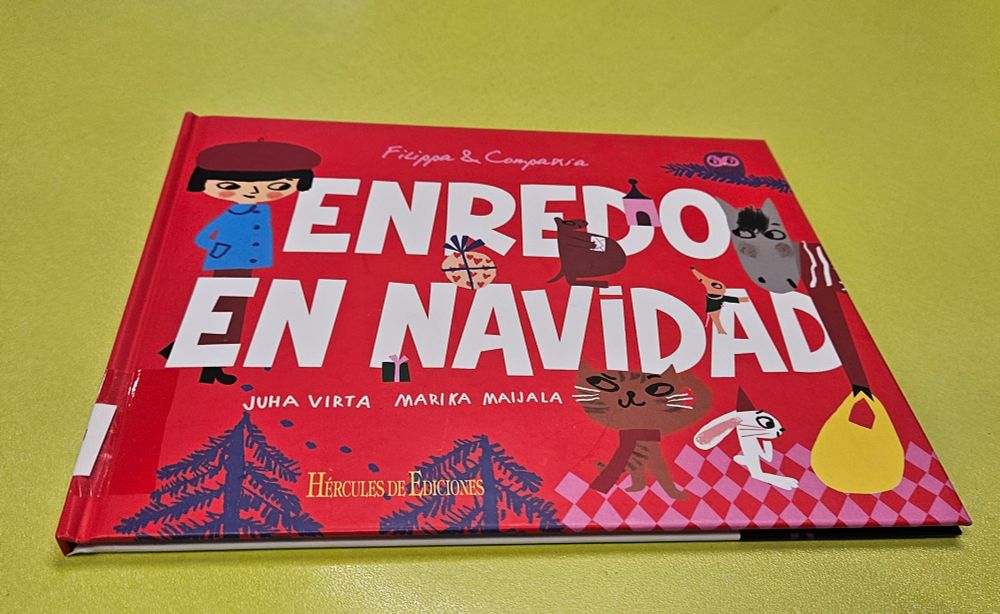 Filippa & Compañía
ENREDO
EN NAVIDAD
JUHA VIRTA MARIKA MAIJALA
HÉRCULES DE EDICIONES